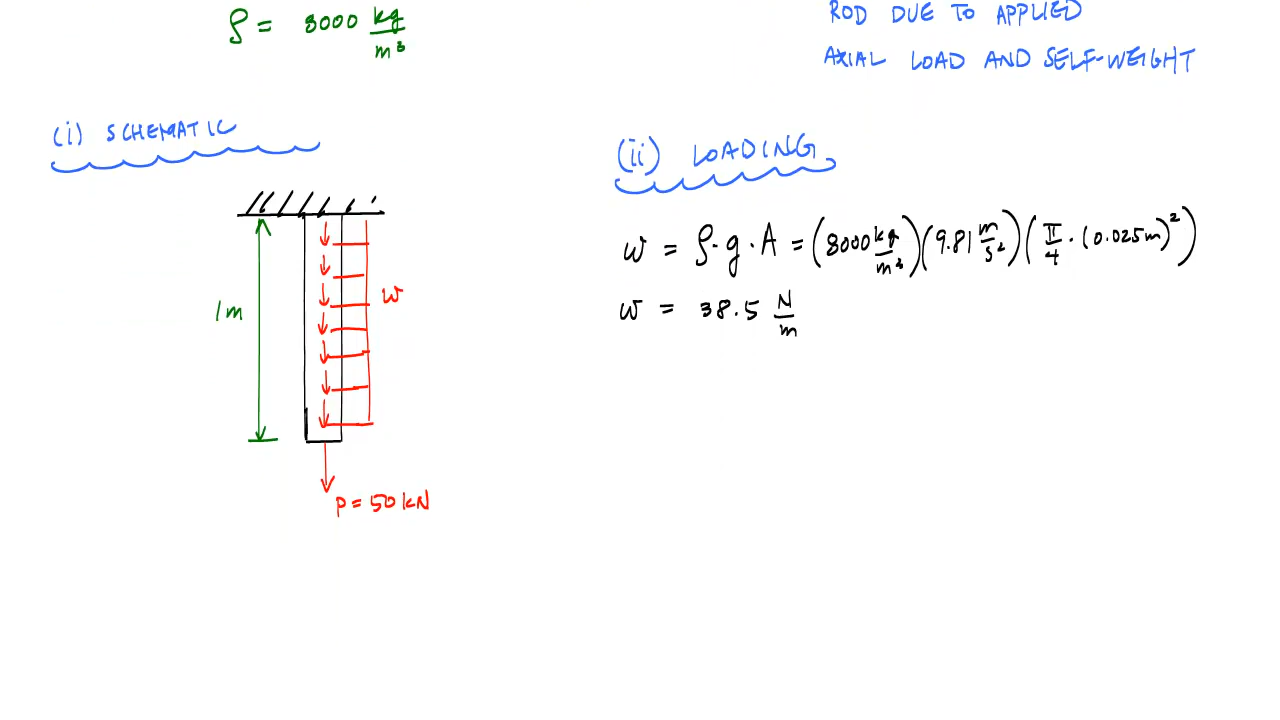 ρ = 8000 kg/m³
ROD DUE TO APPLIED
AXIAL LOAD AND SELF-WEIGHT
(i) SCHEMATIC
1m
w
P = 50 kN
(ii) LOADING
w = ρ·g·A = (8000 kg/m³)(9.81 m/s²)(π/4 · (0.025m)²)
w = 38.5 N/m